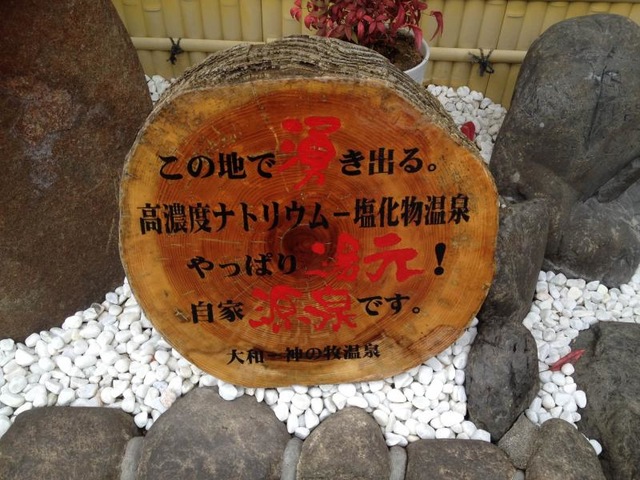 この地で湧き出る。
高濃度ナトリウムー塩化物温泉
やっぱり湯元！
自家源泉です。
大和ー神の牧温泉